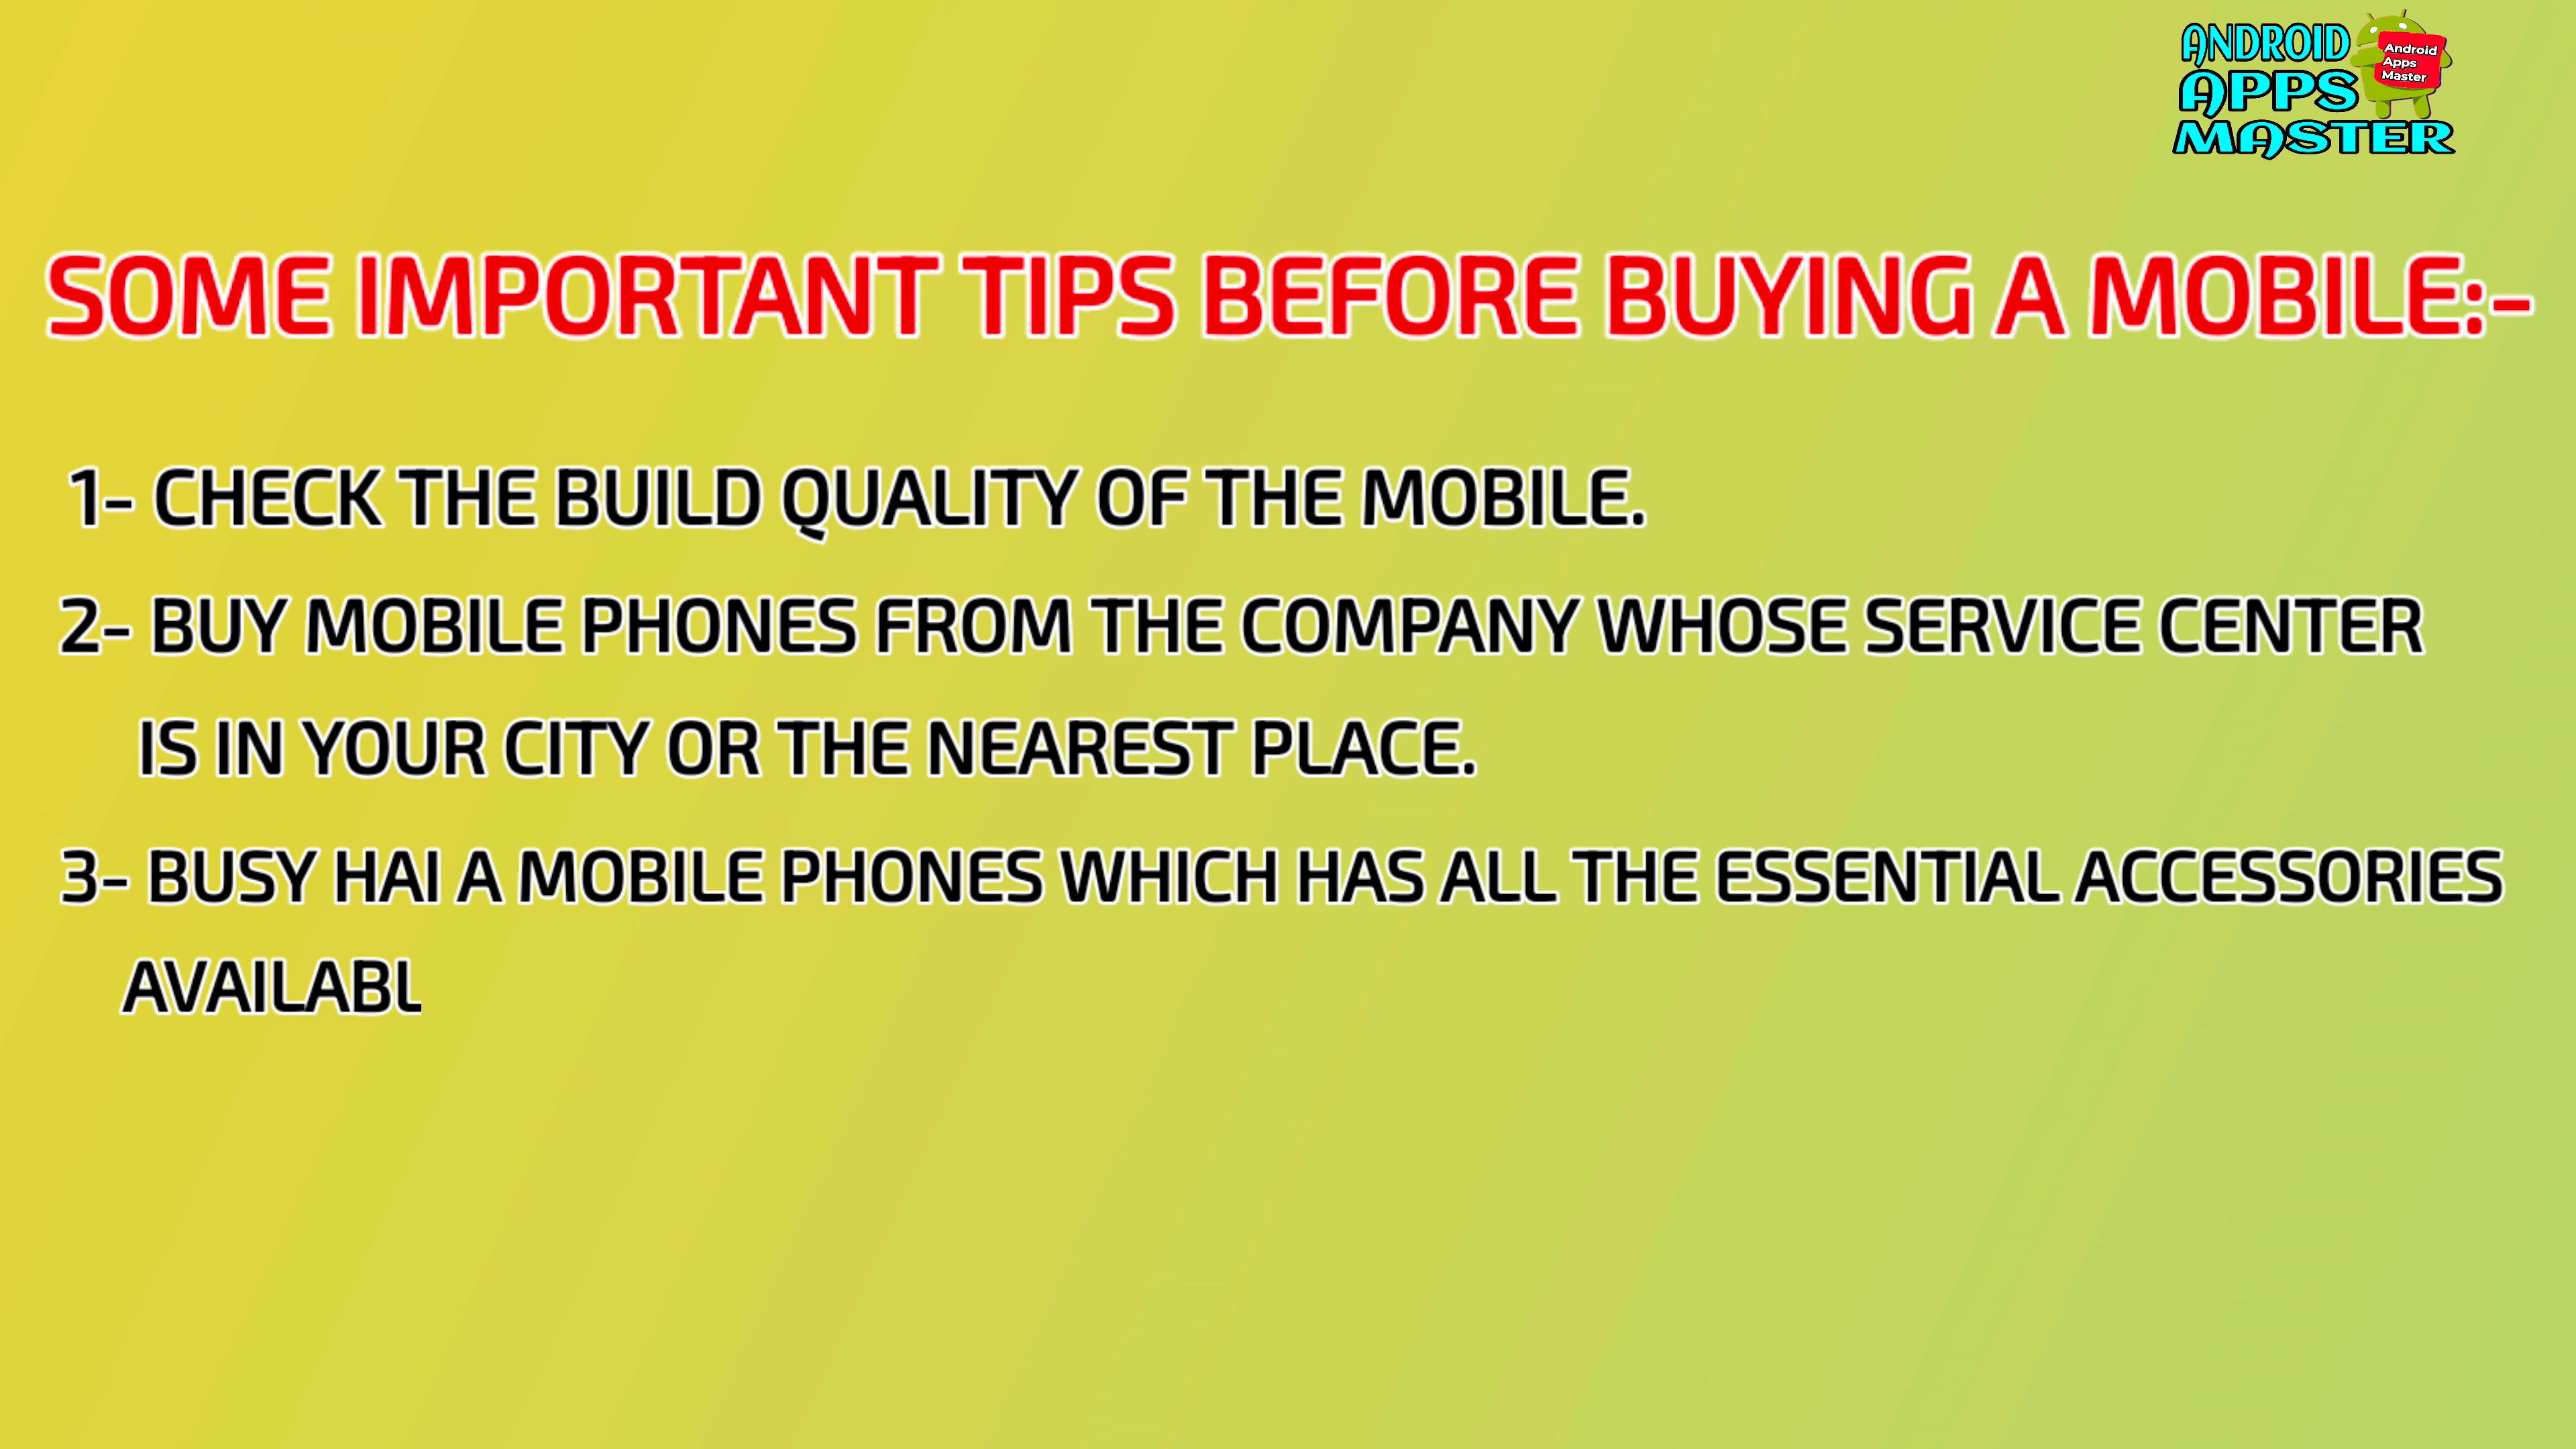 ANDROID
APPS
MASTER
Android
Apps
Master
SOME IMPORTANT TIPS BEFORE BUYING A MOBILE:-
1- CHECK THE BUILD QUALITY OF THE MOBILE.
2- BUY MOBILE PHONES FROM THE COMPANY WHOSE SERVICE CENTER
IS IN YOUR CITY OR THE NEAREST PLACE.
3- BUSY HAI A MOBILE PHONES WHICH HAS ALL THE ESSENTIAL ACCESSORIES
AVAILABL